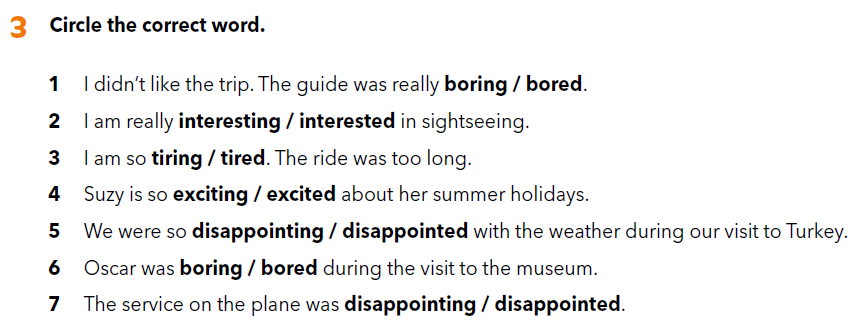 3 Circle the correct word.
1 I didn’t like the trip. The guide was really boring / bored.
2 I am really interesting / interested in sightseeing.
3 I am so tiring / tired. The ride was too long.
4 Suzy is so exciting / excited about her summer holidays.
5 We were so disappointing / disappointed with the weather during our visit to Turkey.
6 Oscar was boring / bored during the visit to the museum.
7 The service on the plane was disappointing / disappointed.